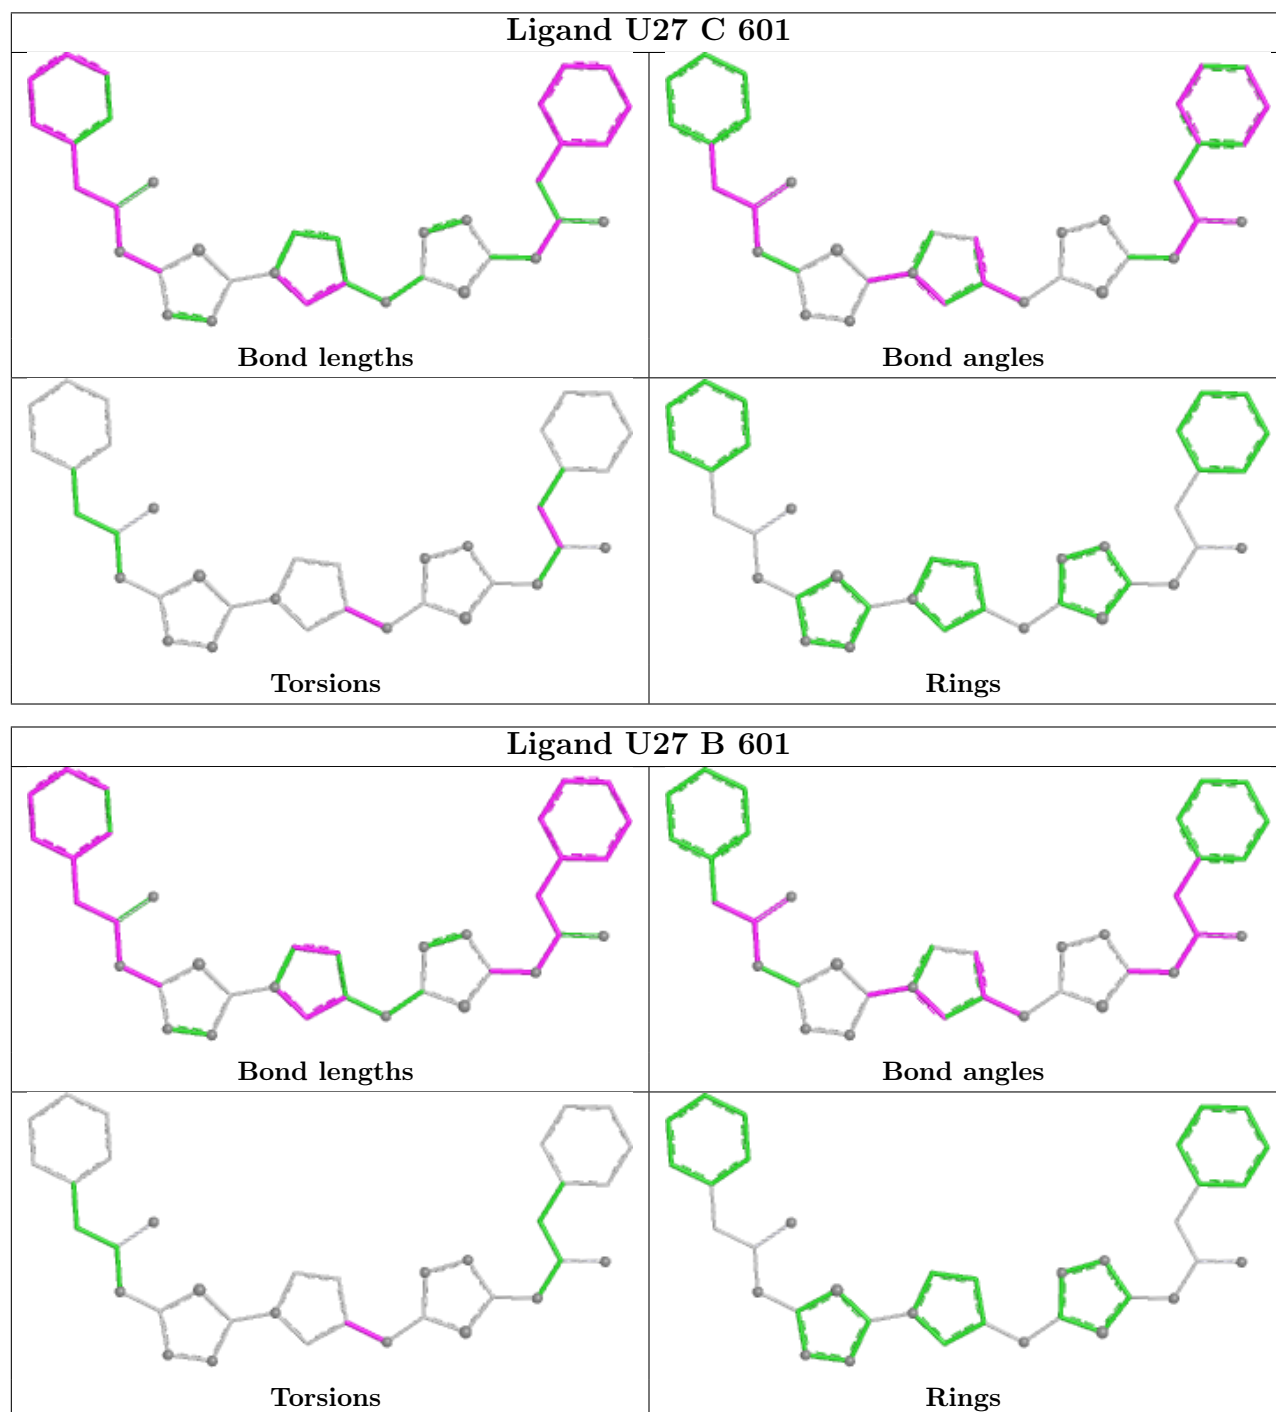 Ligand U27 C 601
Bond lengths
Bond angles
Torsions
Rings
Ligand U27 B 601
Bond lengths
Bond angles
Torsions
Rings